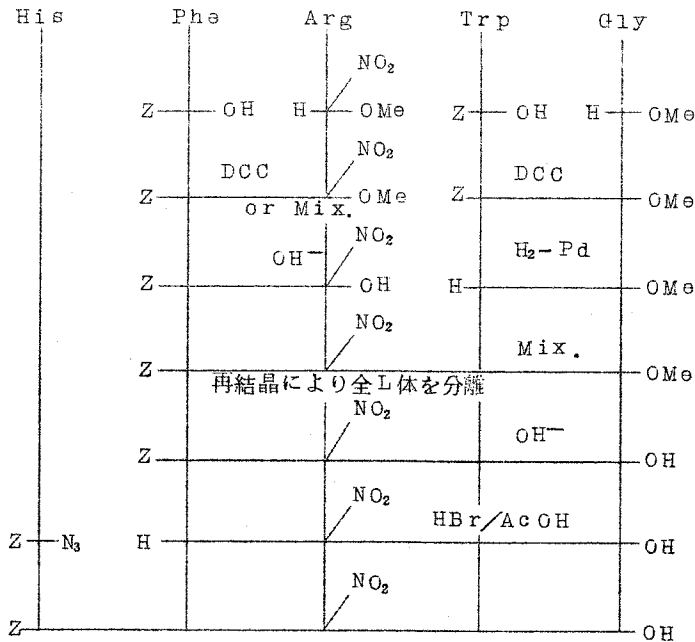 His Phe Arg Trp Gly
NO₂
Z OH H OMe Z OH H OMe
NO₂
DCC DCC
Z OMe Z OMe
or Mix.
NO₂
OH⁻ H₂-Pd
Z OH H OMe
NO₂
Mix.
Z OMe
再結晶により全L体を分離
NO₂
OH⁻
Z OH
NO₂
HBr/AcOH
Z N₃ H OH
NO₂
Z OH